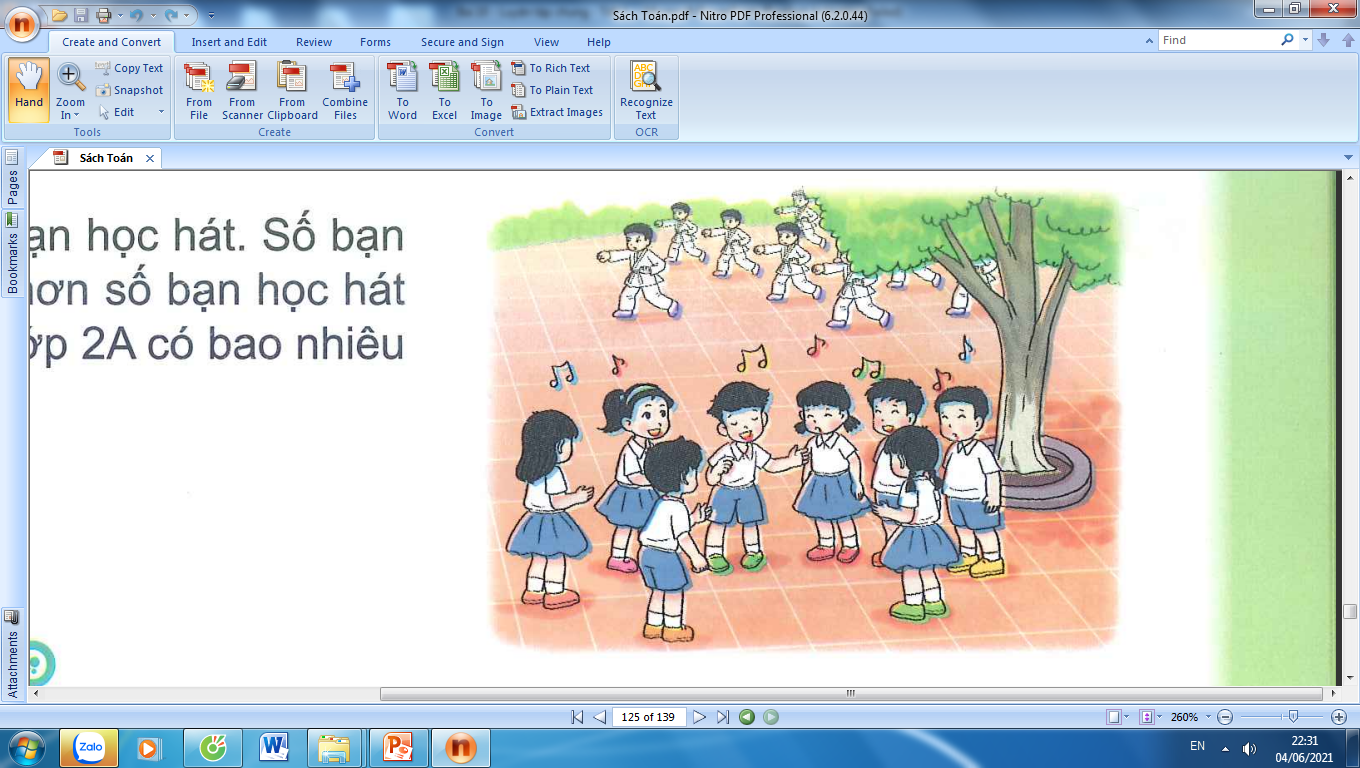 Sách Toán.pdf - Nitro PDF Professional (6.2.0.44)
Create and Convert Insert and Edit Review Forms Secure and Sign View Help Find
Hand Zoom In Copy Text Snapshot Edit
From File From Scanner From Clipboard Combine Files
To Word To Excel To Image To Rich Text To Plain Text Extract Images
Recognize Text
Tools Create Convert OCR
Sách Toán
Pages
Bookmarks
Attachments
ạn học hát. Số bạn
ơn số bạn học hát
ớp 2A có bao nhiêu
125 of 139 260%
Zalo EN 22:31
04/06/2021